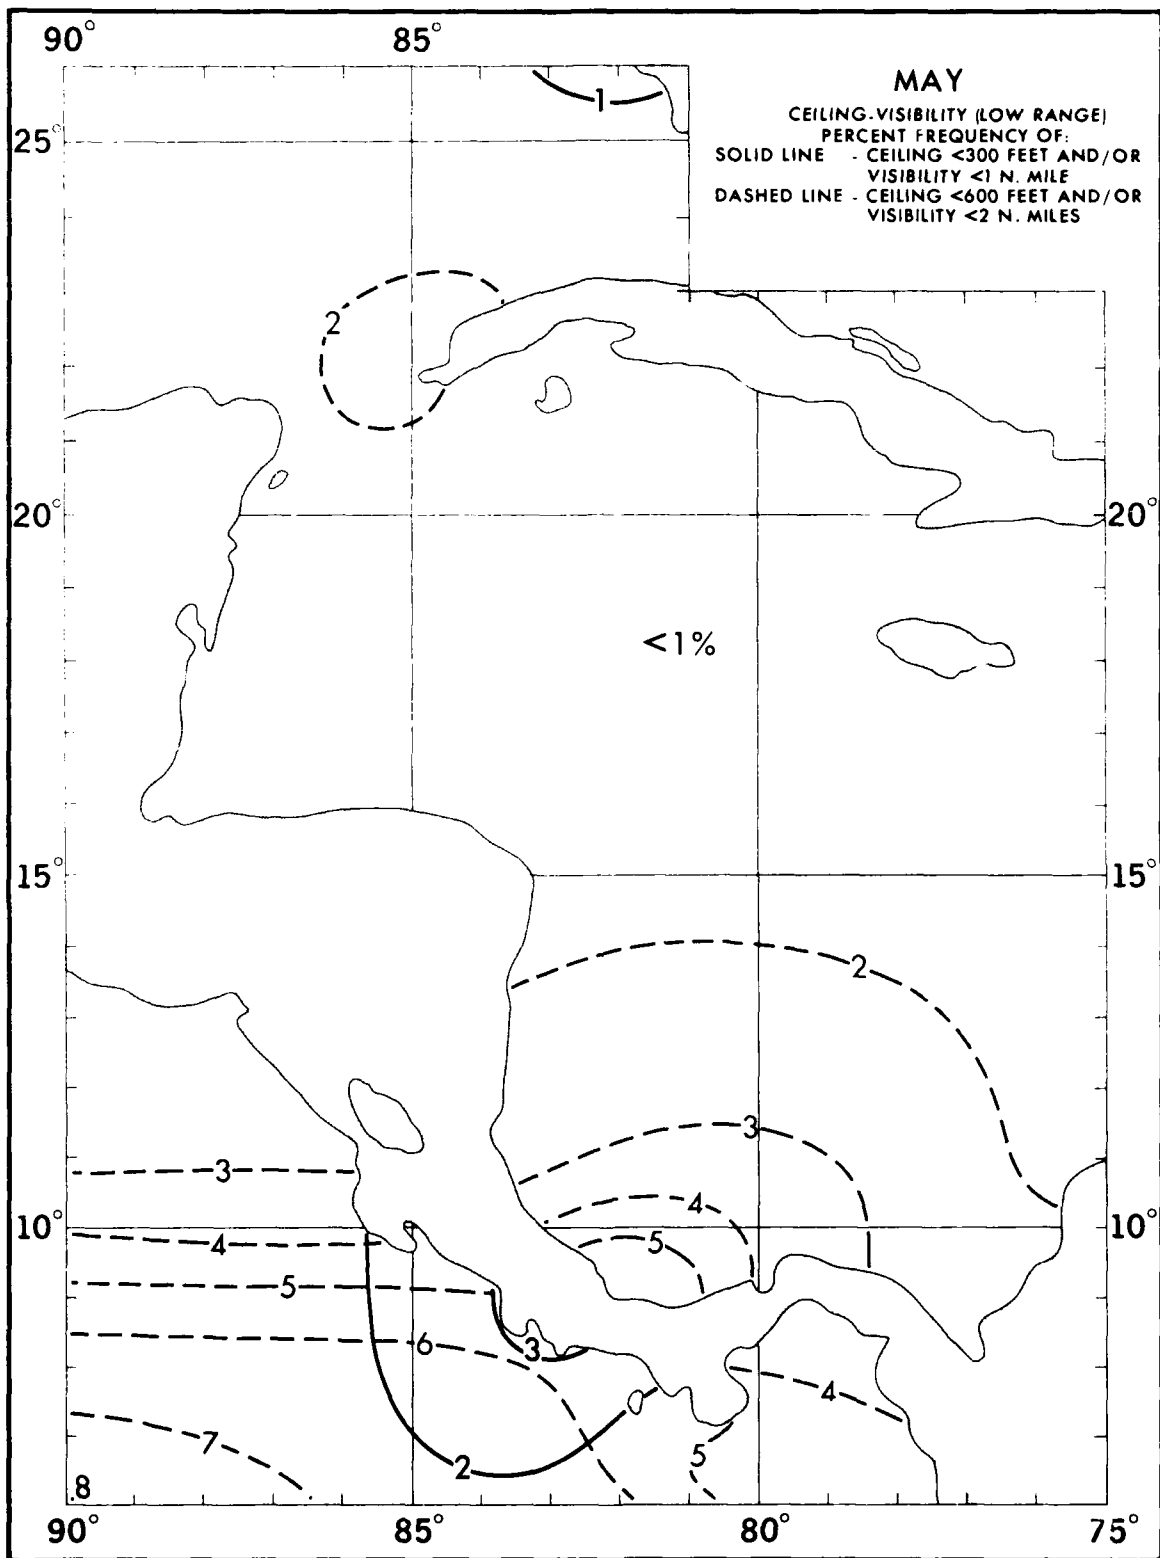 90° 85°
MAY
CEILING-VISIBILITY (LOW RANGE)
PERCENT FREQUENCY OF:
SOLID LINE - CEILING <300 FEET AND/OR
VISIBILITY <1 N. MILE
DASHED LINE - CEILING <600 FEET AND/OR
VISIBILITY <2 N. MILES
1
25°
2
20° 20°
<1%
15° 15°
2
3
3
4
10° 10°
4
5
5
6
3
4
7
5
2
.8
90° 85° 80° 75°